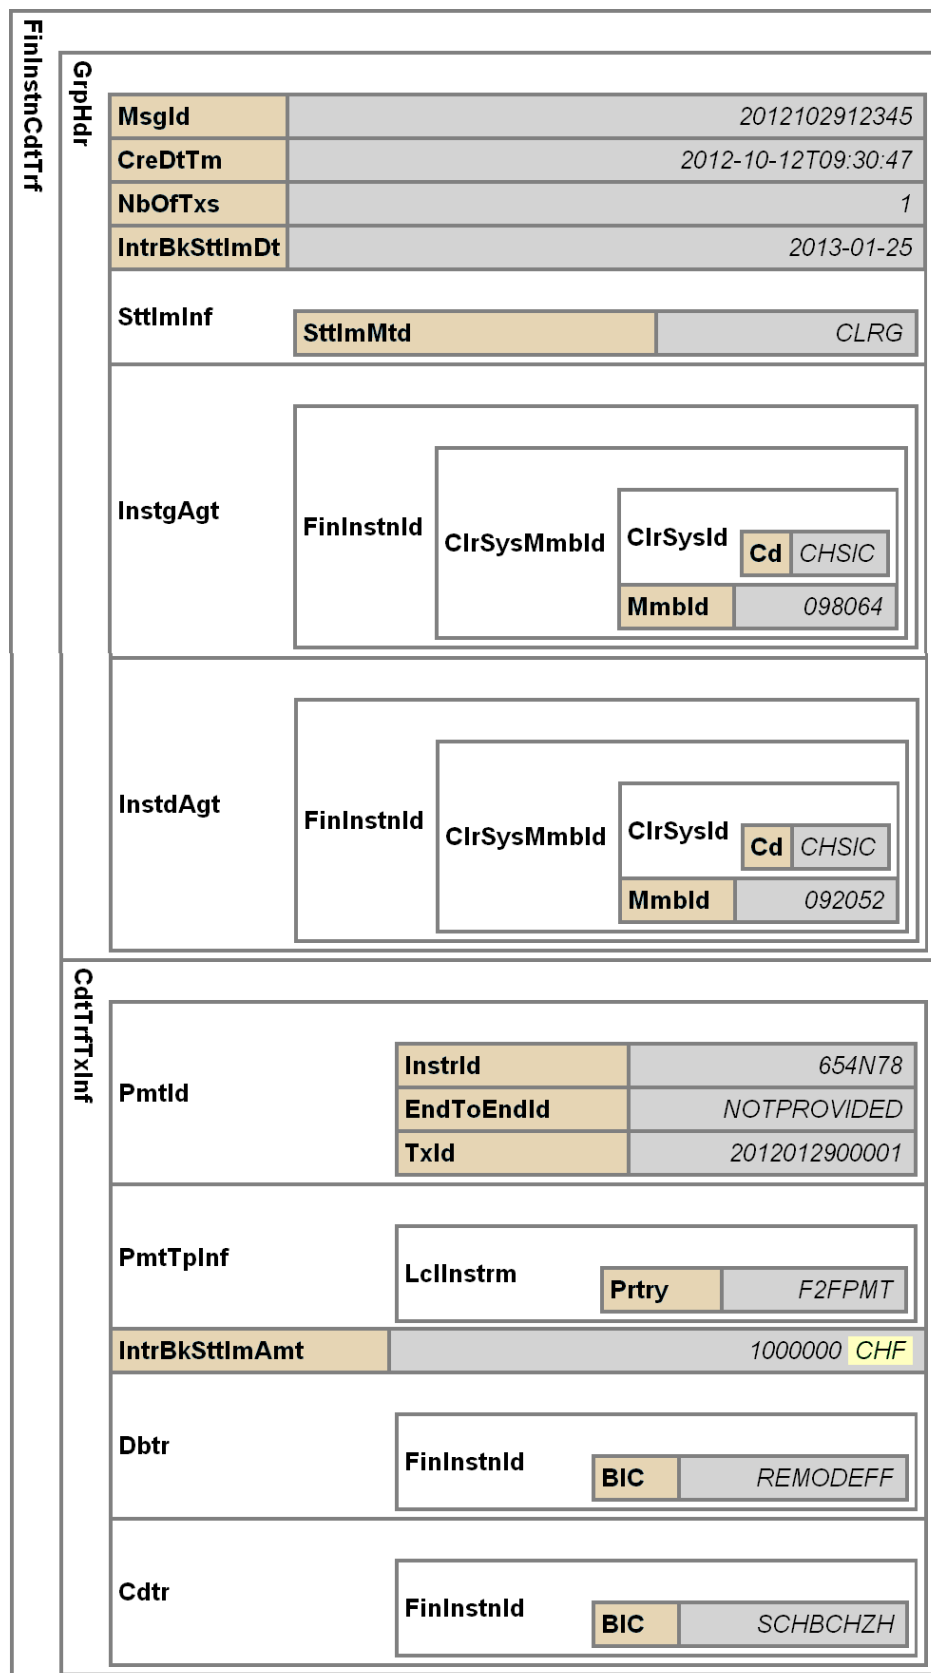 FinInstnCdtTrf
GrpHdr
MsgId 2012102912345
CreDtTm 2012-10-12T09:30:47
NbOfTxs 1
IntrBkSttlmDt 2013-01-25
SttlmInf
SttlmMtd CLRG
InstgAgt
FinInstnId
ClrSysMmbId
ClrSysId
Cd CHSIC
MmbId 098064
InstdAgt
FinInstnId
ClrSysMmbId
ClrSysId
Cd CHSIC
MmbId 092052
CdtTrfTxInf
PmtId
InstrId 654N78
EndToEndId NOTPROVIDED
TxId 2012012900001
PmtTpInf
LclInstrm
Prtry F2FPMT
IntrBkSttlmAmt 1000000 CHF
Dbtr
FinInstnId
BIC REMODEFF
Cdtr
FinInstnId
BIC SCHBCHZH